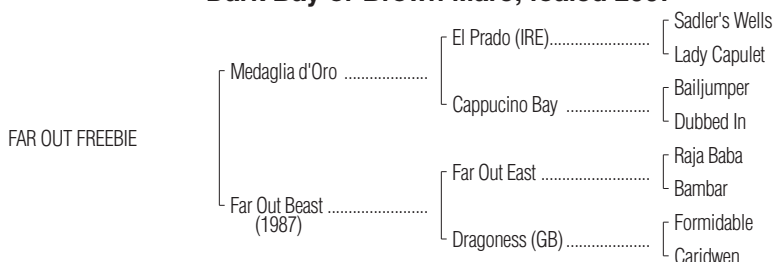 Dark Bay or Brown Mare; foaled
Sadler's Wells
El Prado (IRE)
Lady Capulet
Medaglia d'Oro
Bailjumper
Cappucino Bay
Dubbed In
FAR OUT FREEBIE
Raja Baba
Far Out East
Bambar
Far Out Beast
(1987)
Formidable
Dragoness (GB)
Caridwen